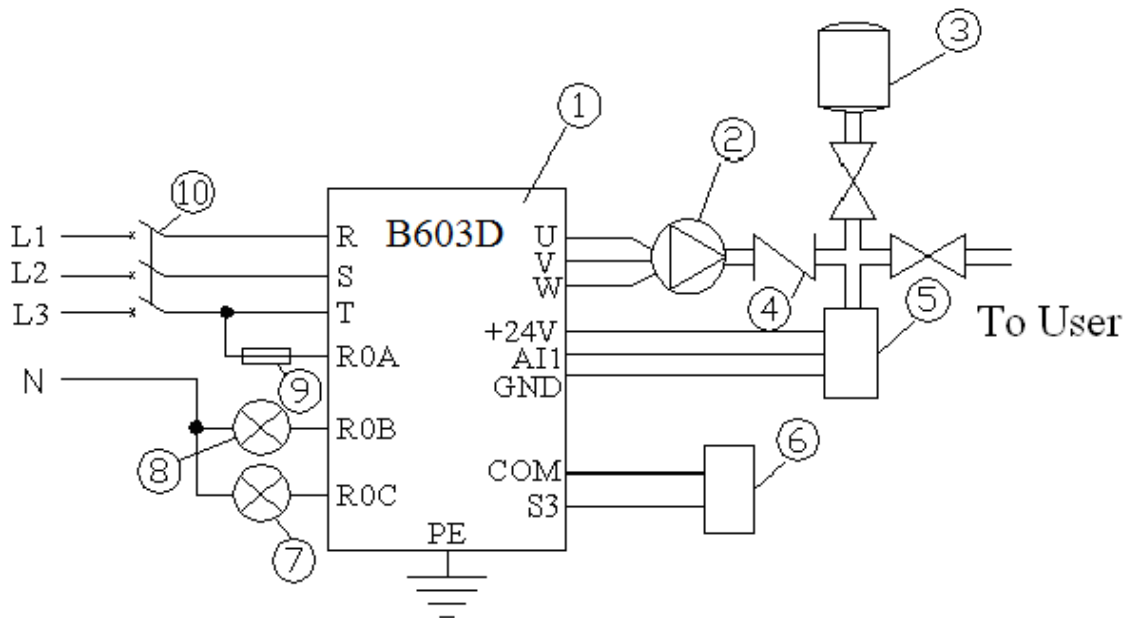 ③
①
②
⑩
L1
R
B603D
U
L2
S
V
W
④
⑤
L3
T
+24V
To User
R0A
AI1
N
⑨
GND
R0B
⑥
⑧
COM
R0C
S3
⑦
PE